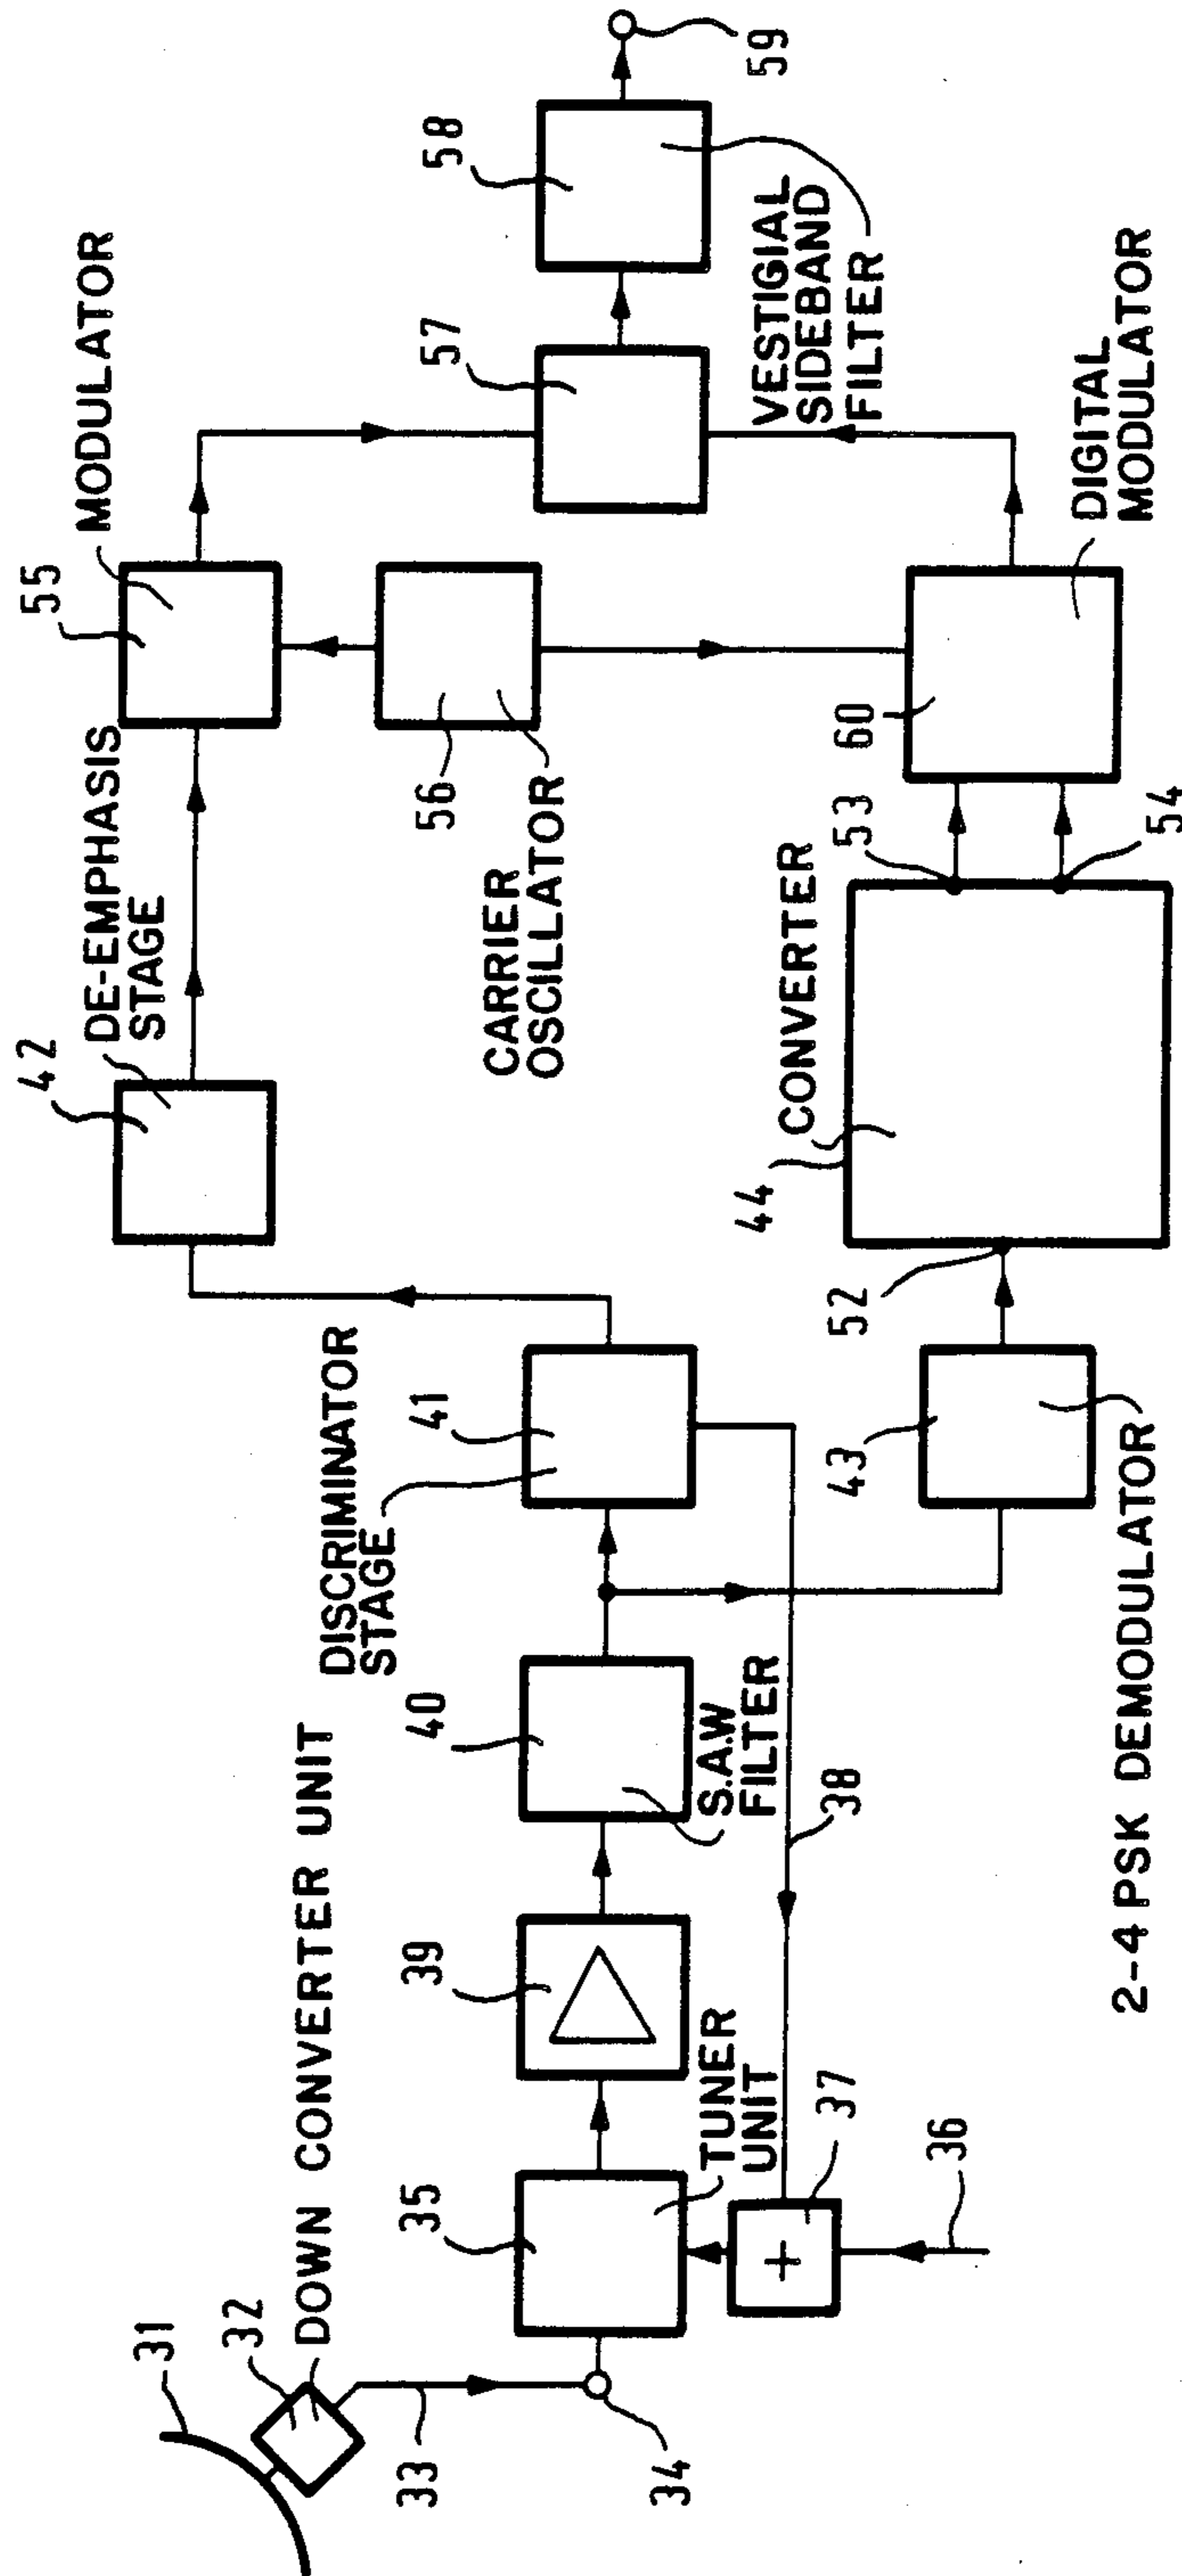 31
32
DOWN CONVERTER UNIT
33
34
35
TUNER
UNIT
36
37
38
39
40
S.A.W
FILTER
DISCRIMINATOR
STAGE
41
42
DE-EMPHASIS
STAGE
43
2-4 PSK DEMODULATOR
52
44
CONVERTER
53
54
55
MODULATOR
56
CARRIER
OSCILLATOR
60
DIGITAL
MODULATOR
57
58
VESTIGIAL
SIDEBAND
FILTER
59
+